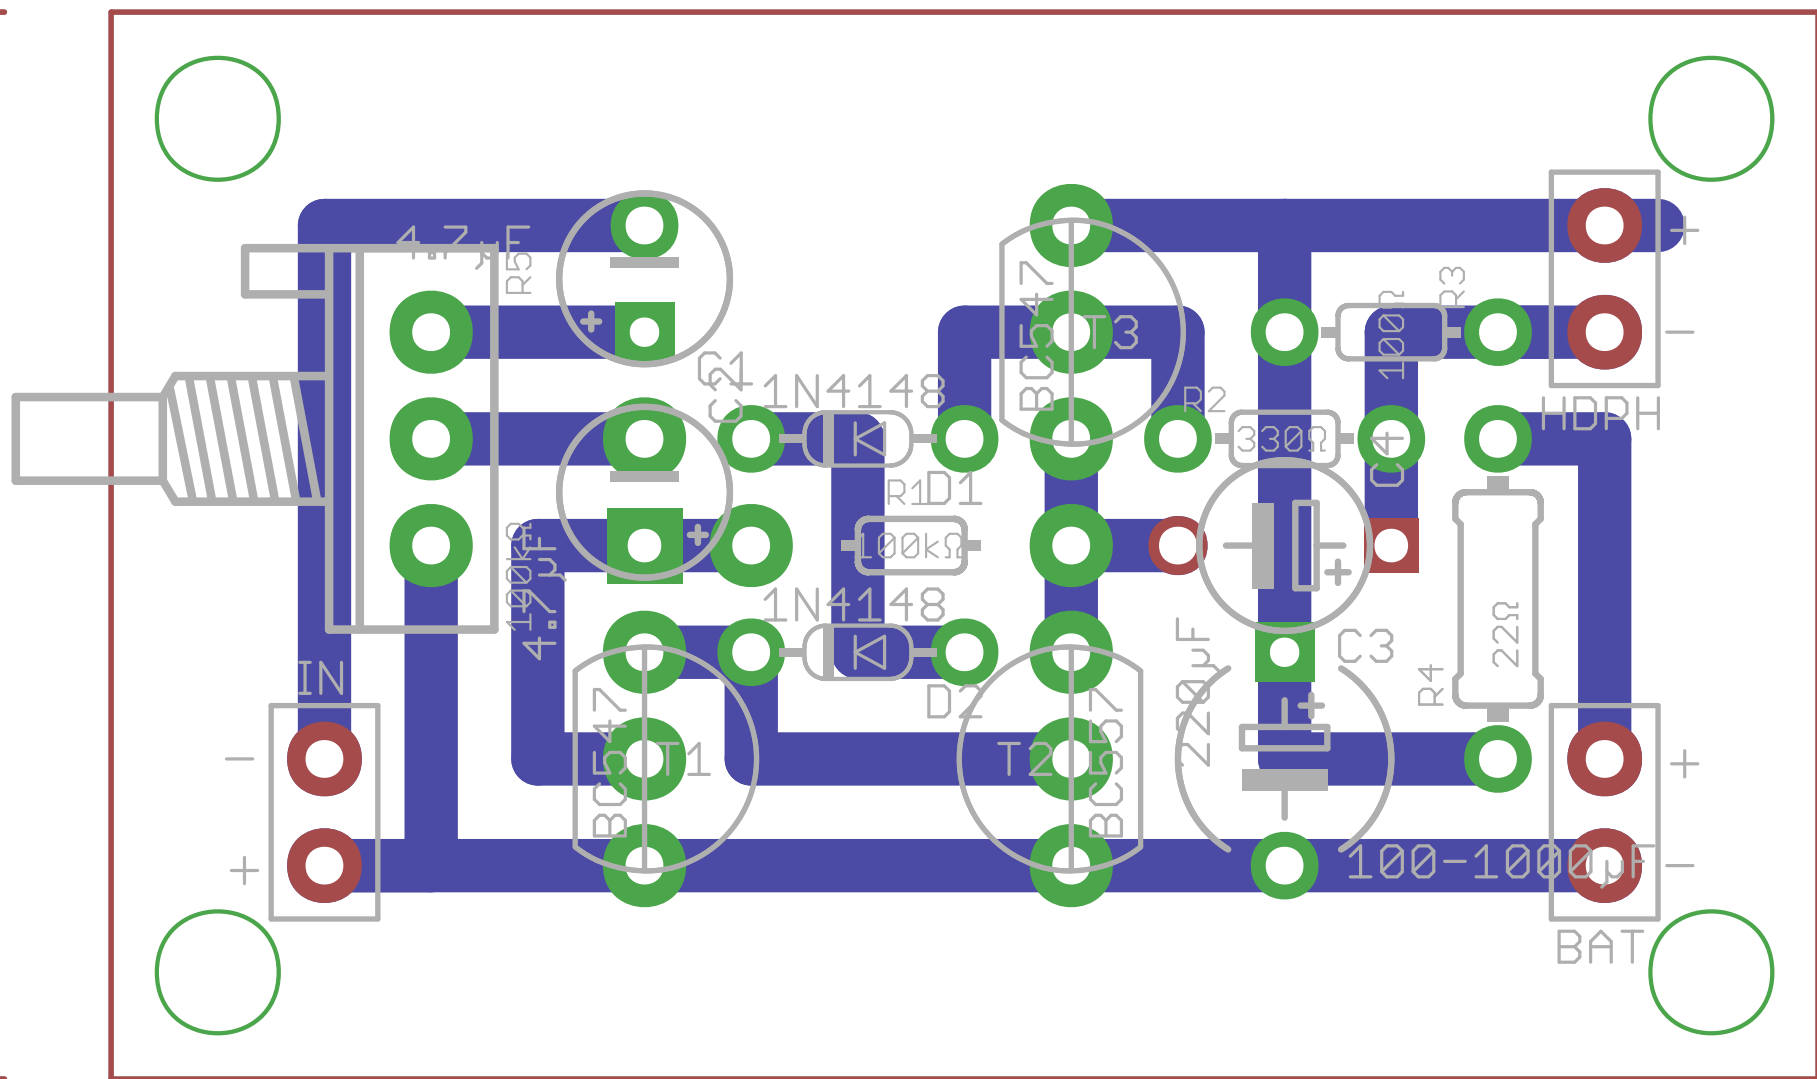 4.7µF
R5
+
C1
C2
1N4148
D1
BC547
T3
R2
330Ω
100Ω
R3
+
−
HDPH
C4
+
4.7µF
100kΩ
+
R1
100kΩ
1N4148
D2
IN
−
+
BC547
T1
T2
BC557
220µF
C3
+
R4
22Ω
100-1000µF
+
−
BAT